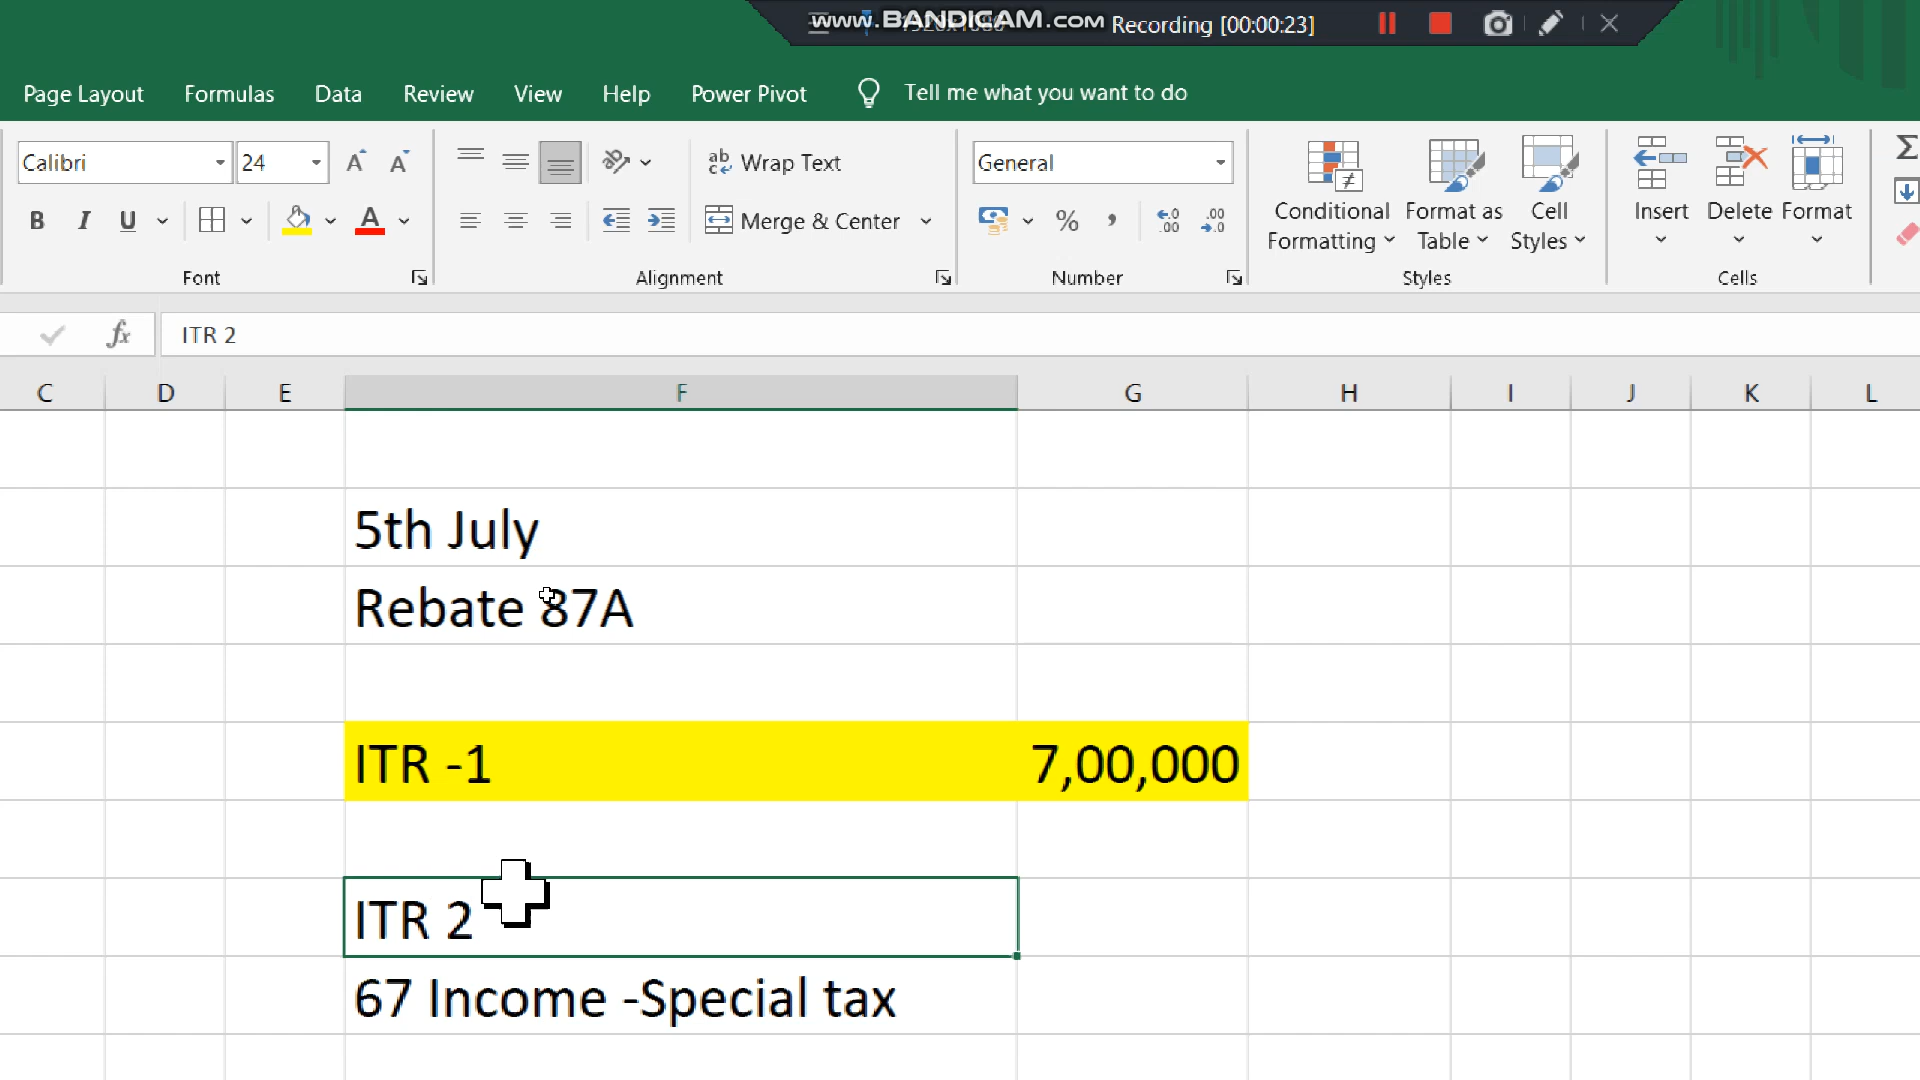 www.BANDICAM.com Recording [00:00:23]
Page Layout Formulas Data Review View Help Power Pivot Tell me what you want to do
Calibri 24 A A ab Wrap Text General
B I U A Merge & Center % , Conditional Formatting Format as Table Cell Styles Insert Delete Format
Font Alignment Number Styles Cells
fx ITR 2
C D E F G H I J K L
5th July
Rebate 87A
ITR -1 7,00,000
ITR 2
67 Income -Special tax